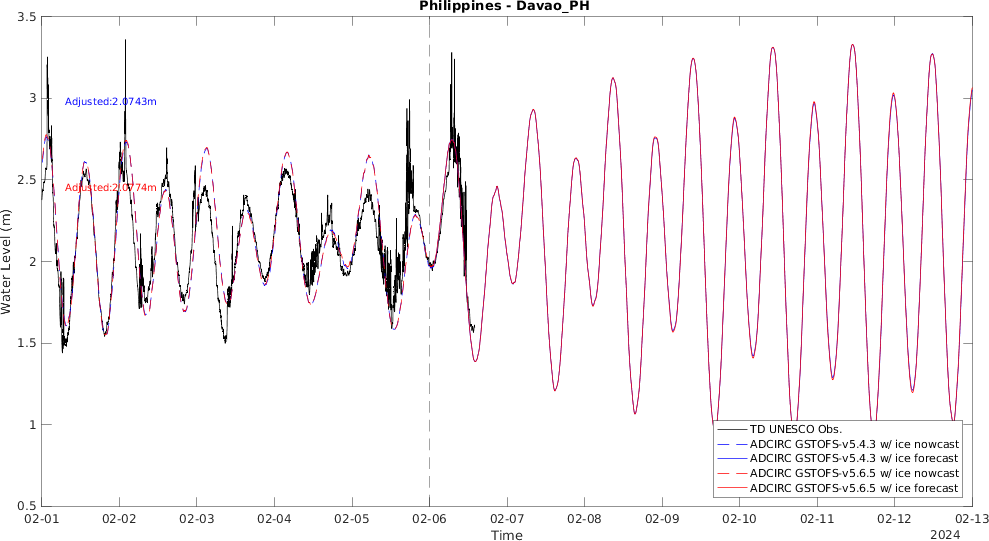 Philippines - Davao_PH
3.5
3
2.5
2
1.5
1
0.5
Water Level (m)
Adjusted:2.0743m
Adjusted:2.0774m
TD UNESCO Obs.
ADCIRC GSTOFS-v5.4.3 w/ ice nowcast
ADCIRC GSTOFS-v5.4.3 w/ ice forecast
ADCIRC GSTOFS-v5.6.5 w/ ice nowcast
ADCIRC GSTOFS-v5.6.5 w/ ice forecast
02-01 02-02 02-03 02-04 02-05 02-06 02-07 02-08 02-09 02-10 02-11 02-12 02-13
Time
2024